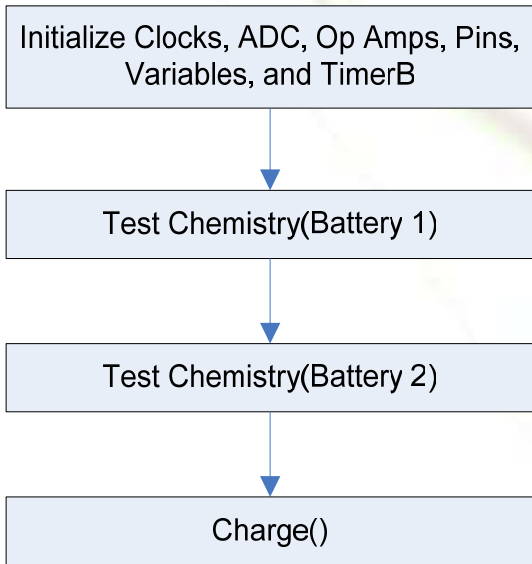 Initialize Clocks, ADC, Op Amps, Pins,
Variables, and TimerB
Test Chemistry(Battery 1)
Test Chemistry(Battery 2)
Charge()